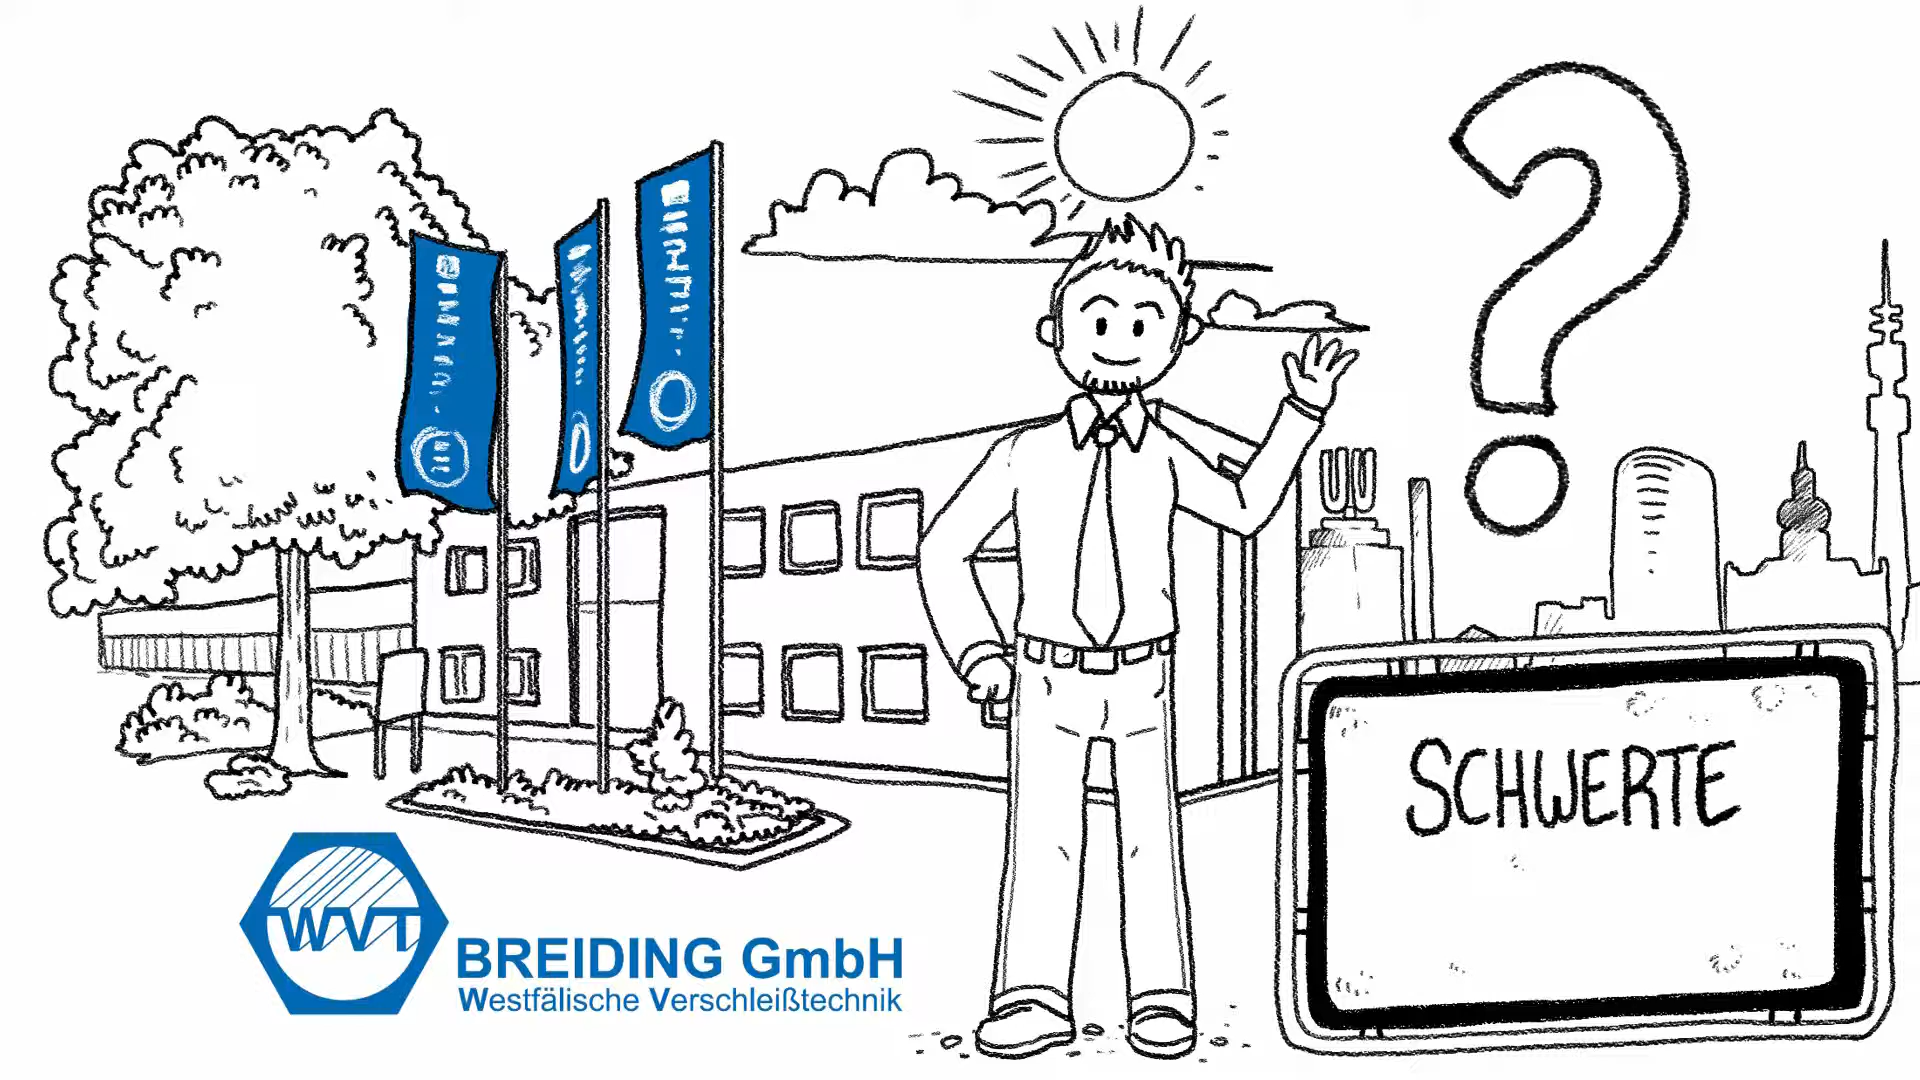 SCHWERTE
WVT
BREIDING GmbH
Westfälische Verschleißtechnik